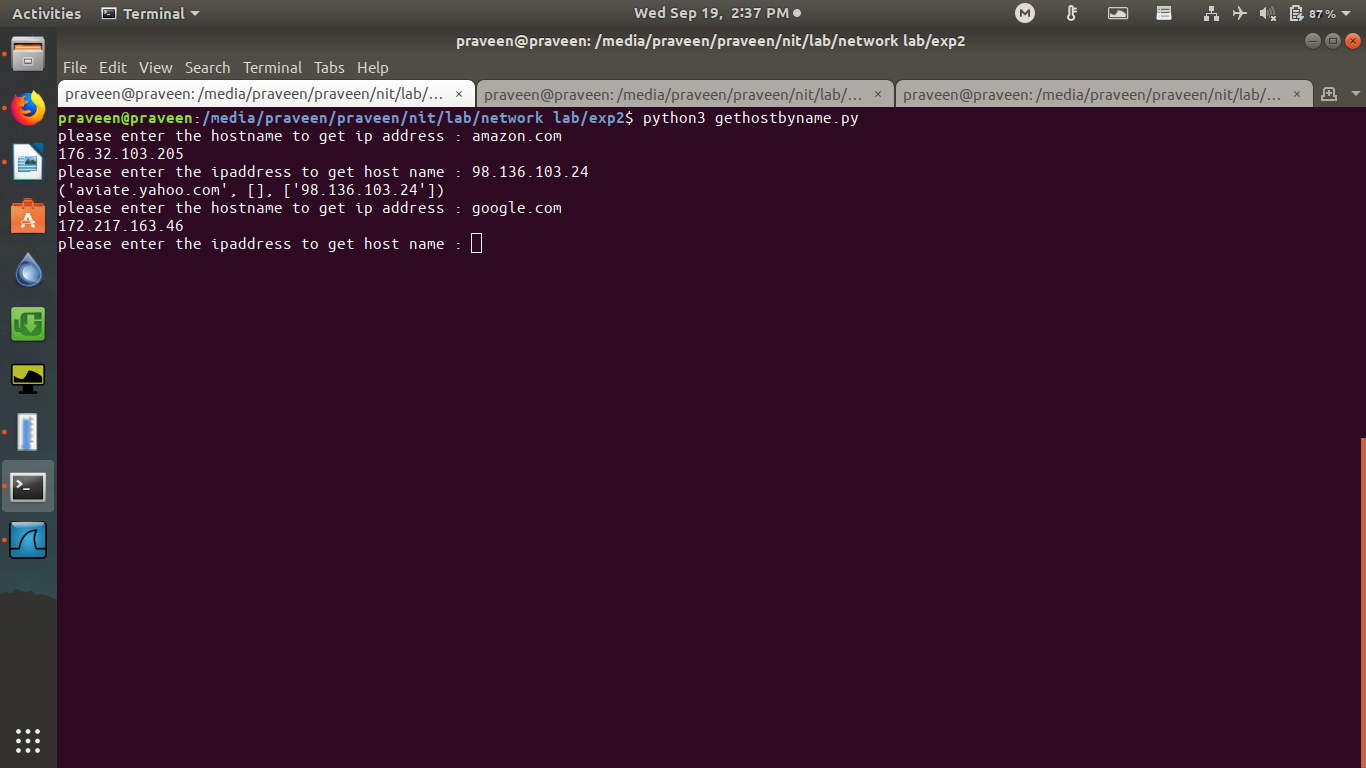 Activities Terminal Wed Sep 19, 2:37 PM M 87 %
praveen@praveen: /media/praveen/praveen/nit/lab/network lab/exp2
File Edit View Search Terminal Tabs Help
praveen@praveen: /media/praveen/praveen/nit/lab/... × praveen@praveen: /media/praveen/praveen/nit/lab/... × praveen@praveen: /media/praveen/praveen/nit/lab/... ×
praveen@praveen:/media/praveen/praveen/nit/lab/network lab/exp2$ python3 gethostbyname.py
please enter the hostname to get ip address : amazon.com
176.32.103.205
please enter the ipaddress to get host name : 98.136.103.24
('aviate.yahoo.com', [], ['98.136.103.24'])
please enter the hostname to get ip address : google.com
172.217.163.46
please enter the ipaddress to get host name :